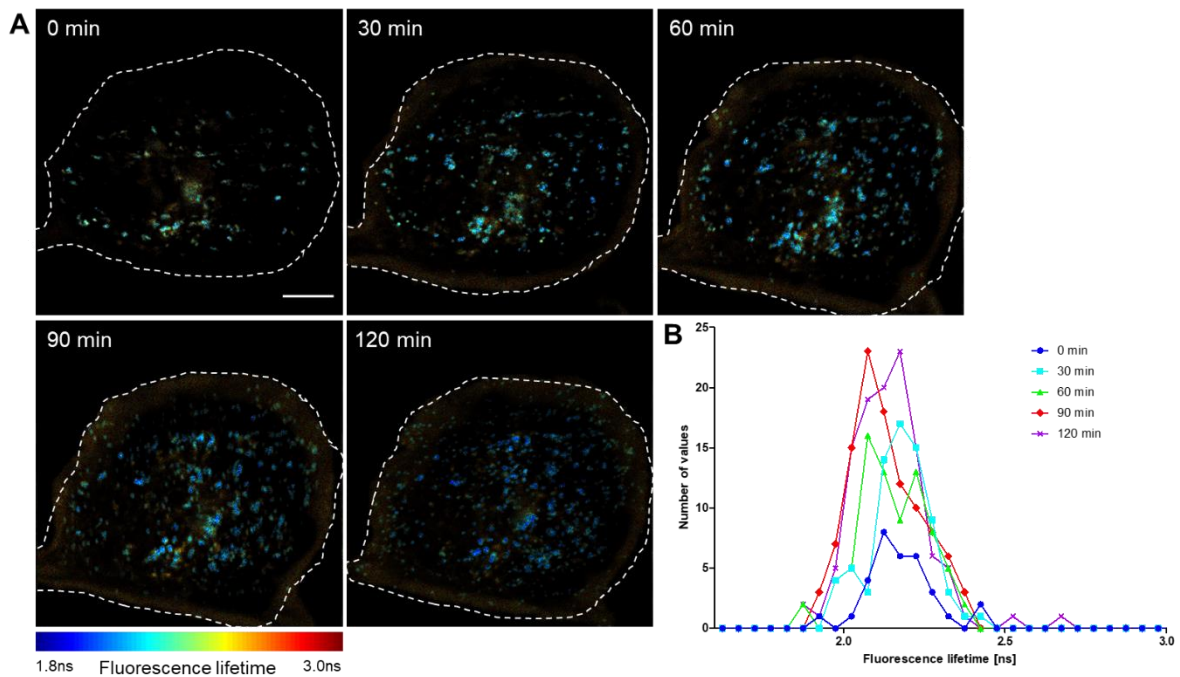 A
0 min
30 min
60 min
90 min
120 min
1.8ns Fluorescence lifetime 3.0ns
B
25
20
15
10
5
0
Number of values
2.0 2.5 3.0
Fluorescence lifetime [ns]
0 min
30 min
60 min
90 min
120 min